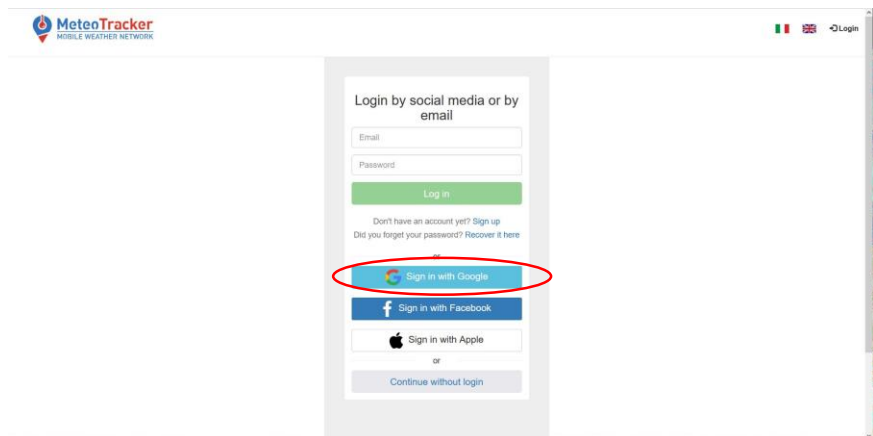 MeteoTracker
MOBILE WEATHER NETWORK
Login
Login by social media or by
email
Email
Password
Log in
Don't have an account yet? Sign up
Did you forget your password? Recover it here
or
Sign in with Google
Sign in with Facebook
Sign in with Apple
or
Continue without login